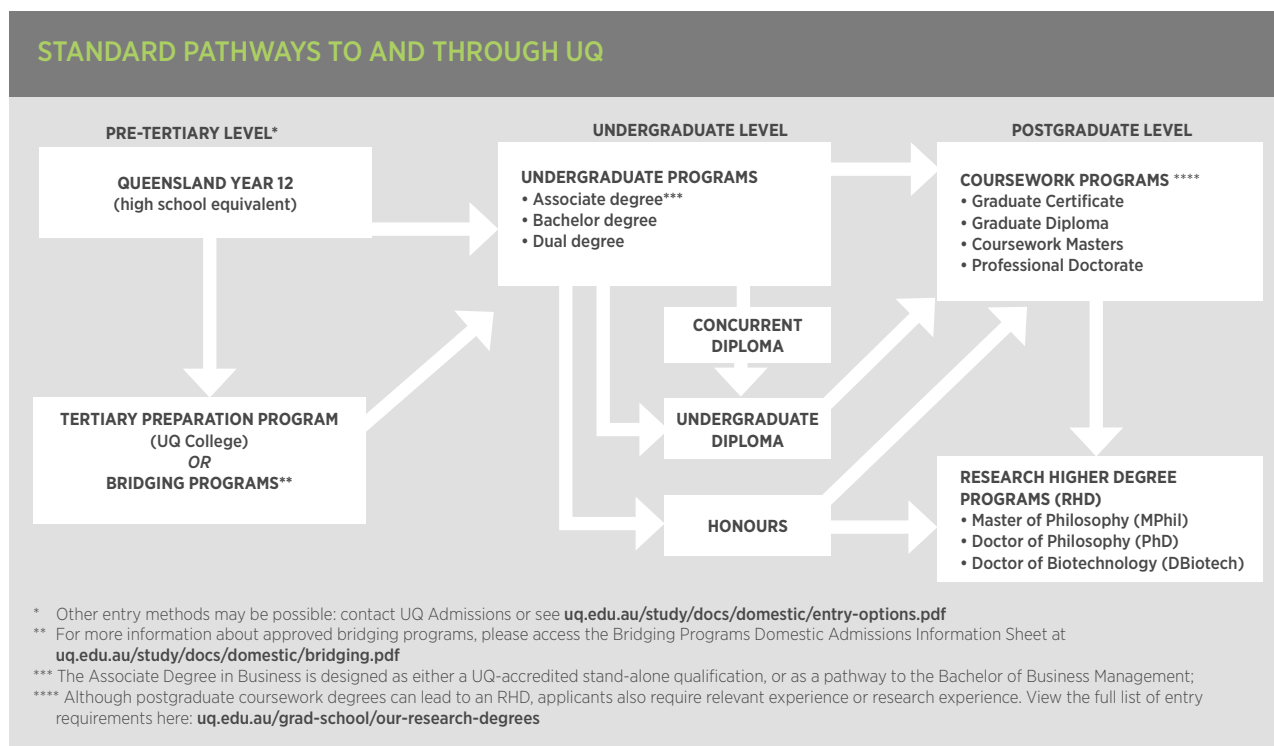 STANDARD PATHWAYS TO AND THROUGH UQ
PRE-TERTIARY LEVEL*
QUEENSLAND YEAR 12
(high school equivalent)
TERTIARY PREPARATION PROGRAM
(UQ College)
OR
BRIDGING PROGRAMS**
UNDERGRADUATE LEVEL
UNDERGRADUATE PROGRAMS
• Associate degree***
• Bachelor degree
• Dual degree
CONCURRENT
DIPLOMA
UNDERGRADUATE
DIPLOMA
HONOURS
POSTGRADUATE LEVEL
COURSEWORK PROGRAMS ****
• Graduate Certificate
• Graduate Diploma
• Coursework Masters
• Professional Doctorate
RESEARCH HIGHER DEGREE
PROGRAMS (RHD)
• Master of Philosophy (MPhil)
• Doctor of Philosophy (PhD)
• Doctor of Biotechnology (DBiotech)
* Other entry methods may be possible: contact UQ Admissions or see uq.edu.au/study/docs/domestic/entry-options.pdf
** For more information about approved bridging programs, please access the Bridging Programs Domestic Admissions Information Sheet at
uq.edu.au/study/docs/domestic/bridging.pdf
*** The Associate Degree in Business is designed as either a UQ-accredited stand-alone qualification, or as a pathway to the Bachelor of Business Management;
**** Although postgraduate coursework degrees can lead to an RHD, applicants also require relevant experience or research experience. View the full list of entry
requirements here: uq.edu.au/grad-school/our-research-degrees